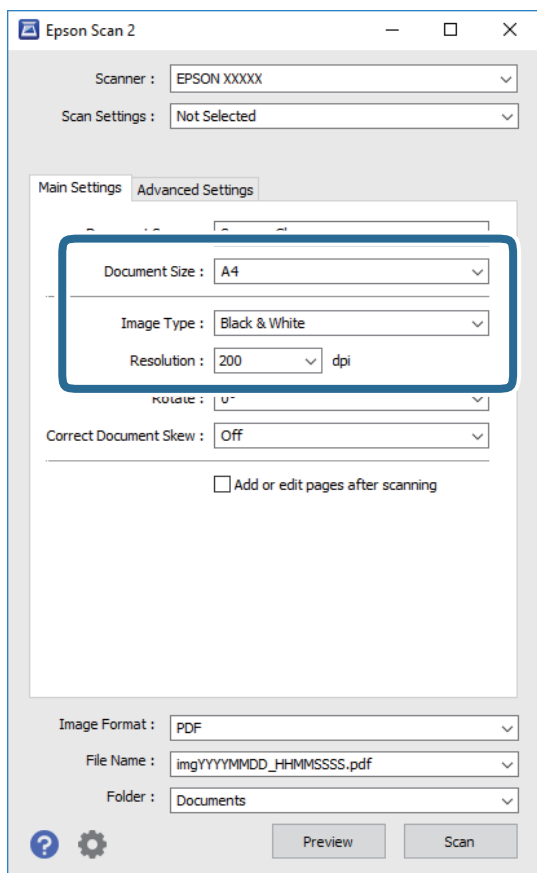 Epson Scan 2
Scanner : EPSON XXXXX
Scan Settings : Not Selected
Main Settings Advanced Settings
Document Size : A4
Image Type : Black & White
Resolution : 200 dpi
Rotate : 0°
Correct Document Skew : Off
Add or edit pages after scanning
Image Format : PDF
File Name : imgYYYYMMDD_HHMMSSSS.pdf
Folder : Documents
Preview Scan